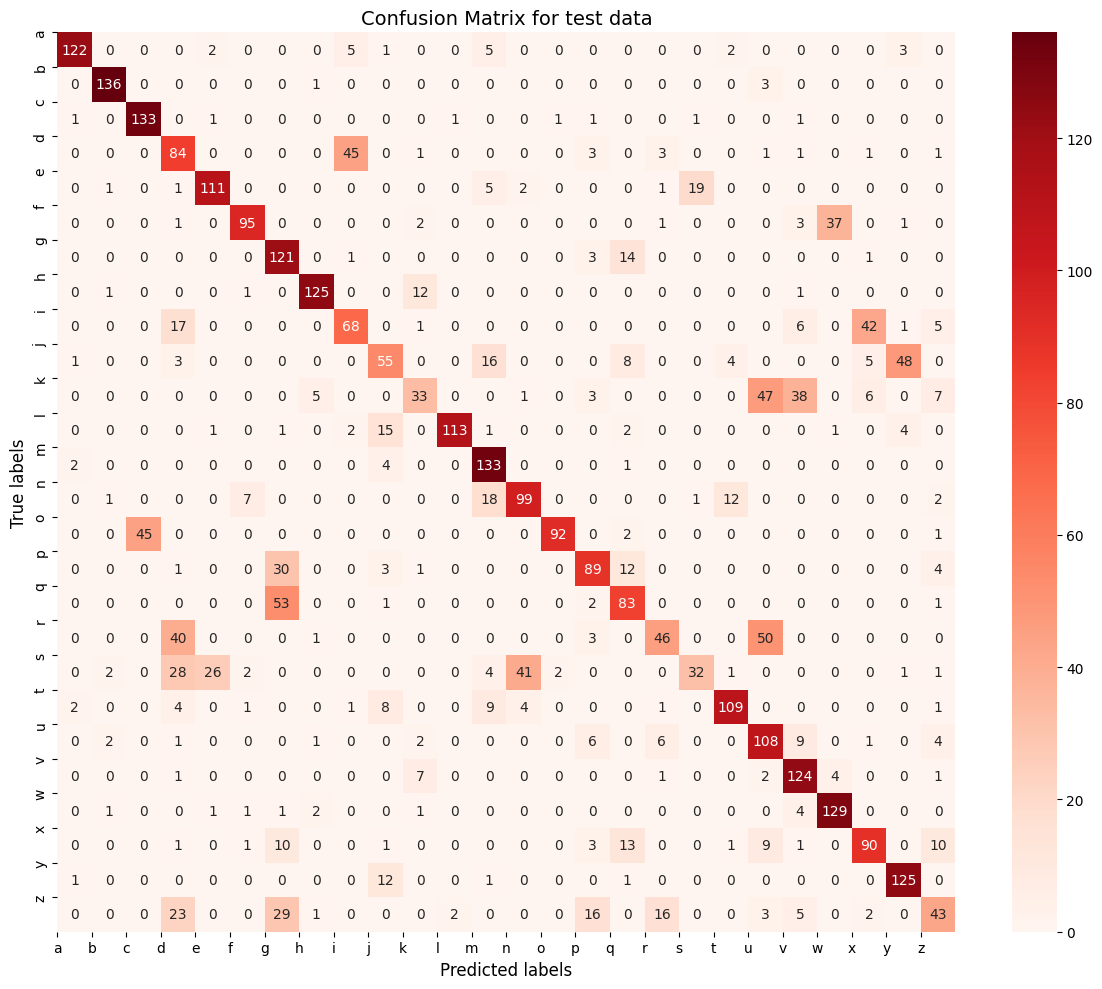 Confusion Matrix for test data
a 122 0 0 0 2 0 0 0 5 1 0 0 5 0 0 0 0 0 0 2 0 0 0 0 3 0
b 0 136 0 0 0 0 0 1 0 0 0 0 0 0 0 0 0 0 0 0 3 0 0 0 0 0
c 1 0 133 0 1 0 0 0 0 0 0 1 0 0 1 1 0 0 1 0 0 1 0 0 0 0
d 0 0 0 84 0 0 0 0 45 0 1 0 0 0 0 3 0 3 0 0 1 1 0 1 0 1
e 0 1 0 1 111 0 0 0 0 0 0 0 5 2 0 0 0 1 19 0 0 0 0 0 0 0
f 0 0 0 1 0 95 0 0 0 0 2 0 0 0 0 0 0 1 0 0 0 3 37 0 1 0
g 0 0 0 0 0 0 121 0 1 0 0 0 0 0 0 3 14 0 0 0 0 0 0 1 0 0
h 0 1 0 0 0 1 0 125 0 0 12 0 0 0 0 0 0 0 0 0 0 1 0 0 0 0
i 0 0 0 17 0 0 0 0 68 0 1 0 0 0 0 0 0 0 0 0 0 6 0 42 1 5
j 1 0 0 3 0 0 0 0 0 55 0 0 16 0 0 0 8 0 0 4 0 0 0 5 48 0
k 0 0 0 0 0 0 0 5 0 0 33 0 0 1 0 3 0 0 0 0 47 38 0 6 0 7
l 0 0 0 0 1 0 1 0 2 15 0 113 1 0 0 0 2 0 0 0 0 0 1 0 4 0
m 2 0 0 0 0 0 0 0 0 4 0 0 133 0 0 0 1 0 0 0 0 0 0 0 0 0
n 0 1 0 0 0 7 0 0 0 0 0 0 18 99 0 0 0 0 1 12 0 0 0 0 0 2
o 0 0 45 0 0 0 0 0 0 0 0 0 0 0 92 0 2 0 0 0 0 0 0 0 0 1
p 0 0 0 1 0 0 30 0 0 3 1 0 0 0 0 89 12 0 0 0 0 0 0 0 0 4
q 0 0 0 0 0 0 53 0 0 1 0 0 0 0 0 2 83 0 0 0 0 0 0 0 0 1
r 0 0 0 40 0 0 0 1 0 0 0 0 0 0 0 3 0 46 0 0 50 0 0 0 0 0
s 0 2 0 28 26 2 0 0 0 0 0 0 4 41 2 0 0 0 32 1 0 0 0 0 1 1
t 2 0 0 4 0 1 0 0 1 8 0 0 9 4 0 0 0 1 0 109 0 0 0 0 0 1
u 0 2 0 1 0 0 0 1 0 0 2 0 0 0 0 6 0 6 0 0 108 9 0 1 0 4
v 0 0 0 1 0 0 0 0 0 0 7 0 0 0 0 0 0 1 0 0 2 124 4 0 0 1
w 0 1 0 0 1 1 1 2 0 0 1 0 0 0 0 0 0 0 0 0 0 4 129 0 0 0
x 0 0 0 1 0 1 10 0 0 1 0 0 0 0 0 3 13 0 0 1 9 1 0 90 0 10
y 1 0 0 0 0 0 0 0 0 12 0 0 1 0 0 0 1 0 0 0 0 0 0 0 125 0
z 0 0 0 23 0 0 29 1 0 0 0 2 0 0 0 16 0 16 0 0 3 5 0 2 0 43
a b c d e f g h i j k l m n o p q r s t u v w x y z
Predicted labels
True labels
120
100
80
60
40
20
0